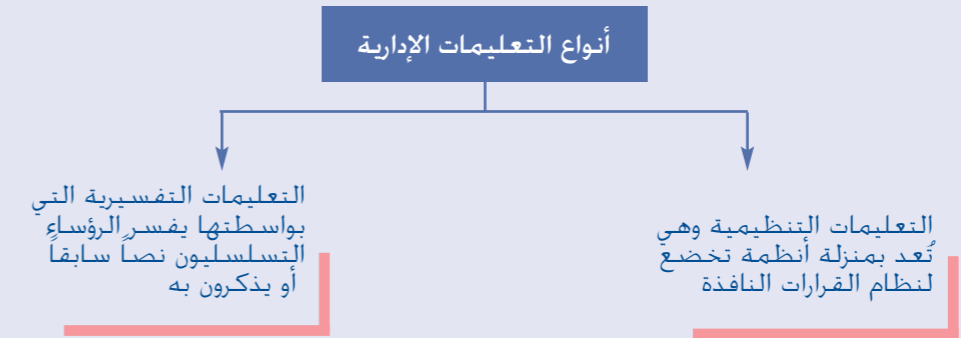 أنواع التعليمات الإدارية
التعليمات التنظيمية وهي
تُعد بمنزلة أنظمة تخضع
لنظام القرارات النافذة
التعليمات التفسيرية التي
بواسطتها يفسر الرؤساء
التسلسليون نصاً سابقاً
أو يذكرون به